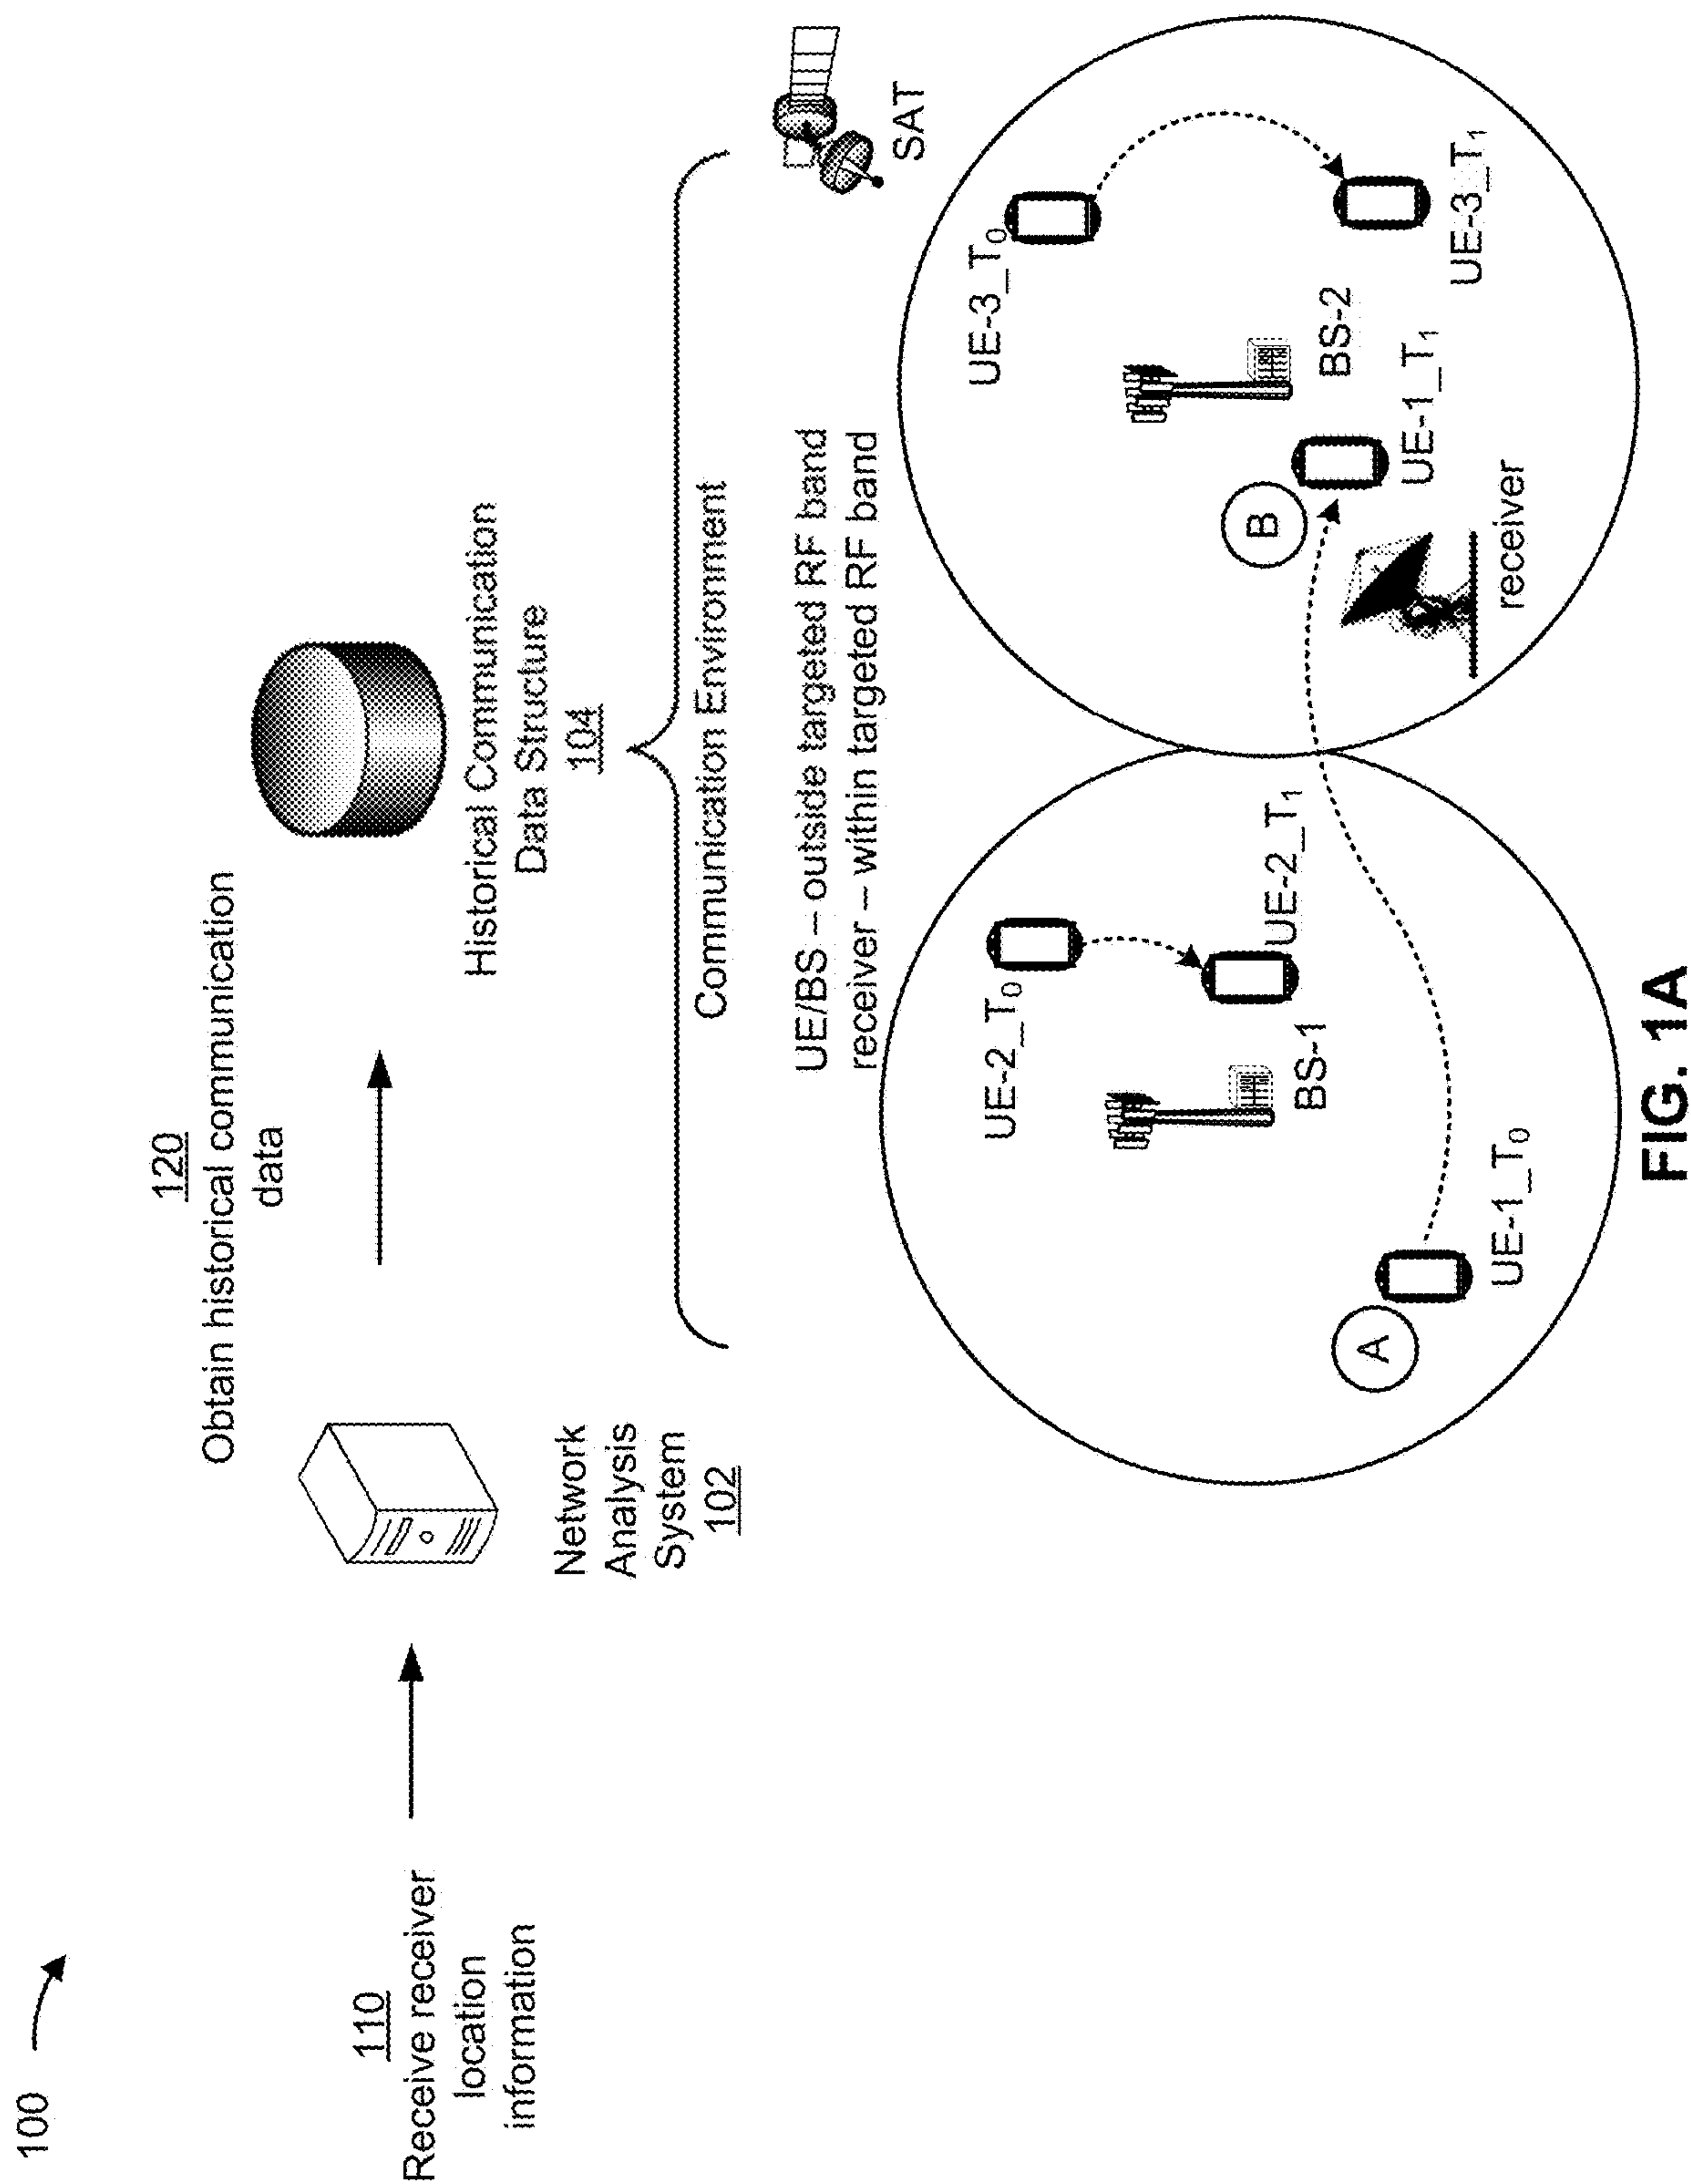 100
110
Receive receiver
location
information
Network
Analysis
System
102
120
Obtain historical communication
data
Historical Communication
Data Structure
104
Communication Environment
UE/BS – outside targeted RF band
receiver – within targeted RF band
SAT
UE-2_T0
UE-2_T1
BS-1
A
UE-1_T0
UE-3_T0
BS-2
UE-3_T1
B
UE-1_T1
receiver
FIG. 1A